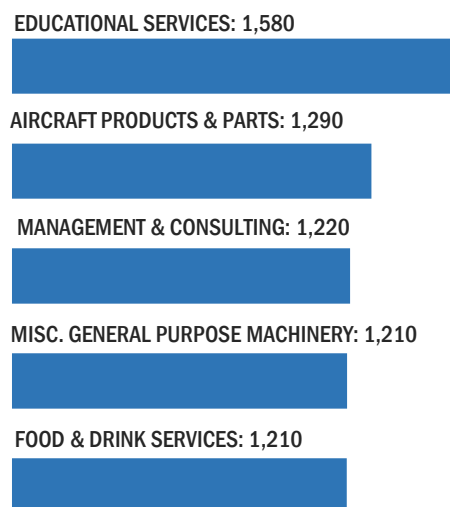 EDUCATIONAL SERVICES: 1,580
AIRCRAFT PRODUCTS & PARTS: 1,290
MANAGEMENT & CONSULTING: 1,220
MISC. GENERAL PURPOSE MACHINERY: 1,210
FOOD & DRINK SERVICES: 1,210